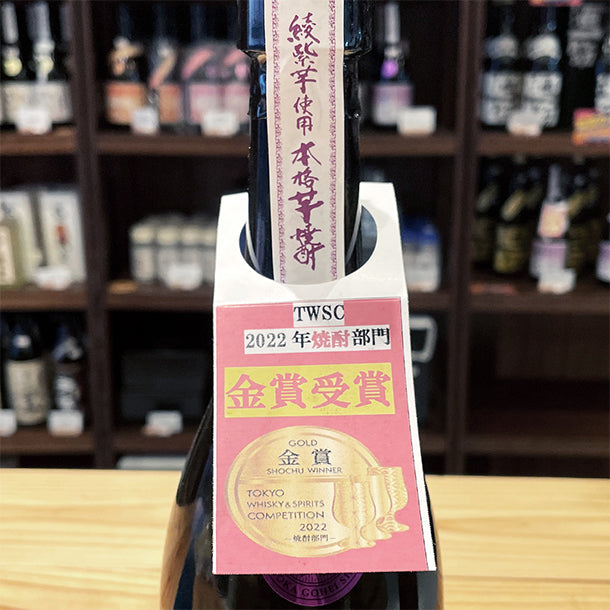 綾紫芋使用 本格芋焼酎
TWSC
2022年焼酎部門
金賞受賞
GOLD
金賞
SHOCHU WINNER
TOKYO
WHISKY & SPIRITS
COMPETITION
2022
—焼酎部門—